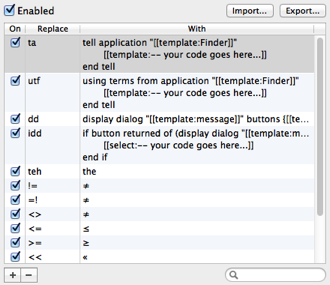 Enabled Import... Export...
On Replace With
ta tell application "[[template:Finder]]"
[[template:-- your code goes here...]]
end tell
utf using terms from application "[[template:Finder]]"
[[template:-- your code goes here...]]
end tell
dd display dialog "[[template:message]]" buttons {[[te...
idd if button returned of (display dialog "[[template:m...
[[select:-- your code goes here...]]
end if
teh the
!= ≠
=! ≠
<> ≠
<= ≤
>= ≥
<< «
+ −